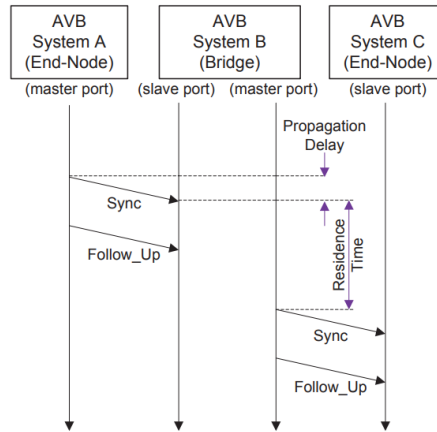 AVB
System A
(End-Node)
AVB
System B
(Bridge)
AVB
System C
(End-Node)
(master port)
(slave port)
(master port)
(slave port)
Propagation
Delay
Sync
Follow_Up
Residence
Time
Sync
Follow_Up